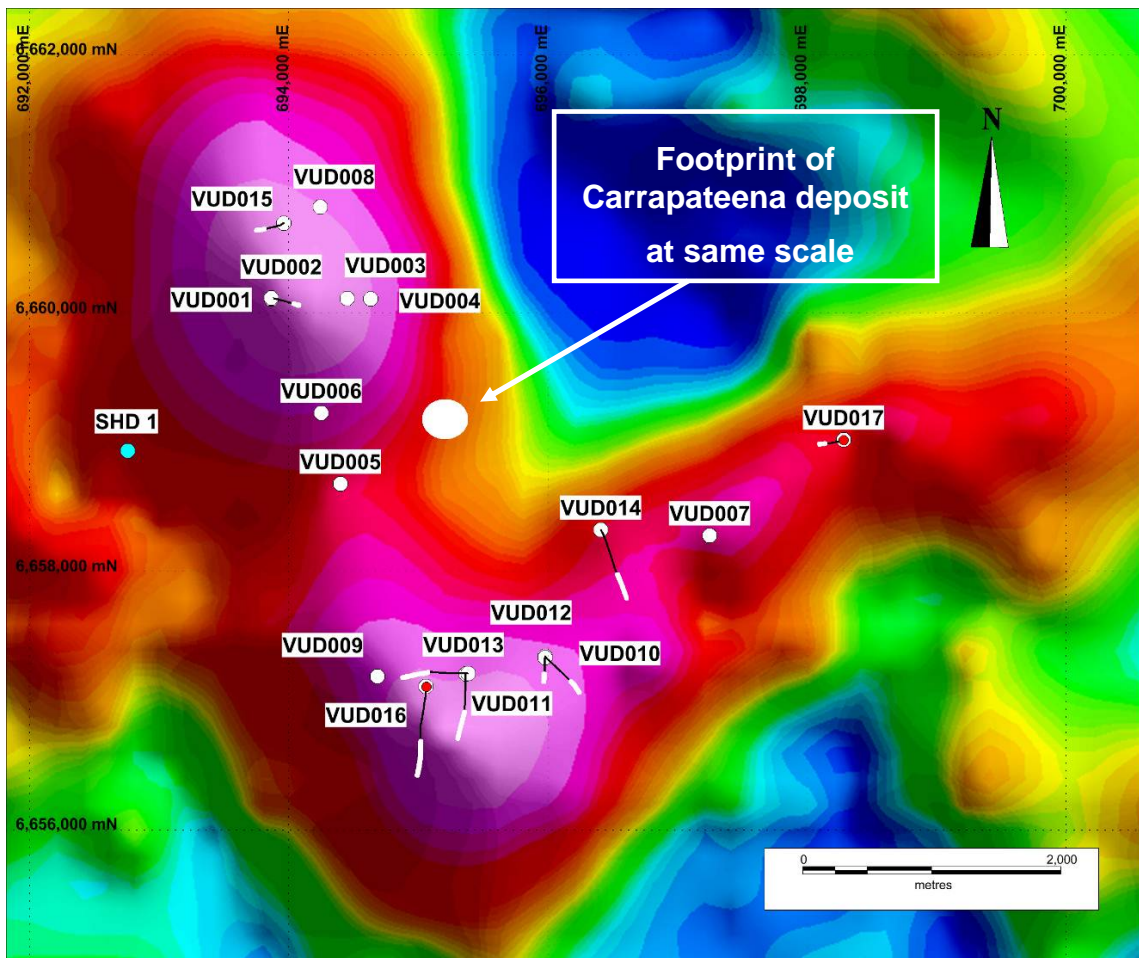 692,000 mE
694,000 mE
696,000 mE
698,000 mE
700,000 mE
6,662,000 mN
Footprint of
Carrapateena deposit
at same scale
N
VUD008
VUD015
VUD002
VUD003
VUD001
VUD004
6,660,000 mN
VUD006
SHD 1
VUD017
VUD005
VUD014
VUD007
6,658,000 mN
VUD012
VUD009
VUD013
VUD010
VUD016
VUD011
6,656,000 mN
0
2,000
metres